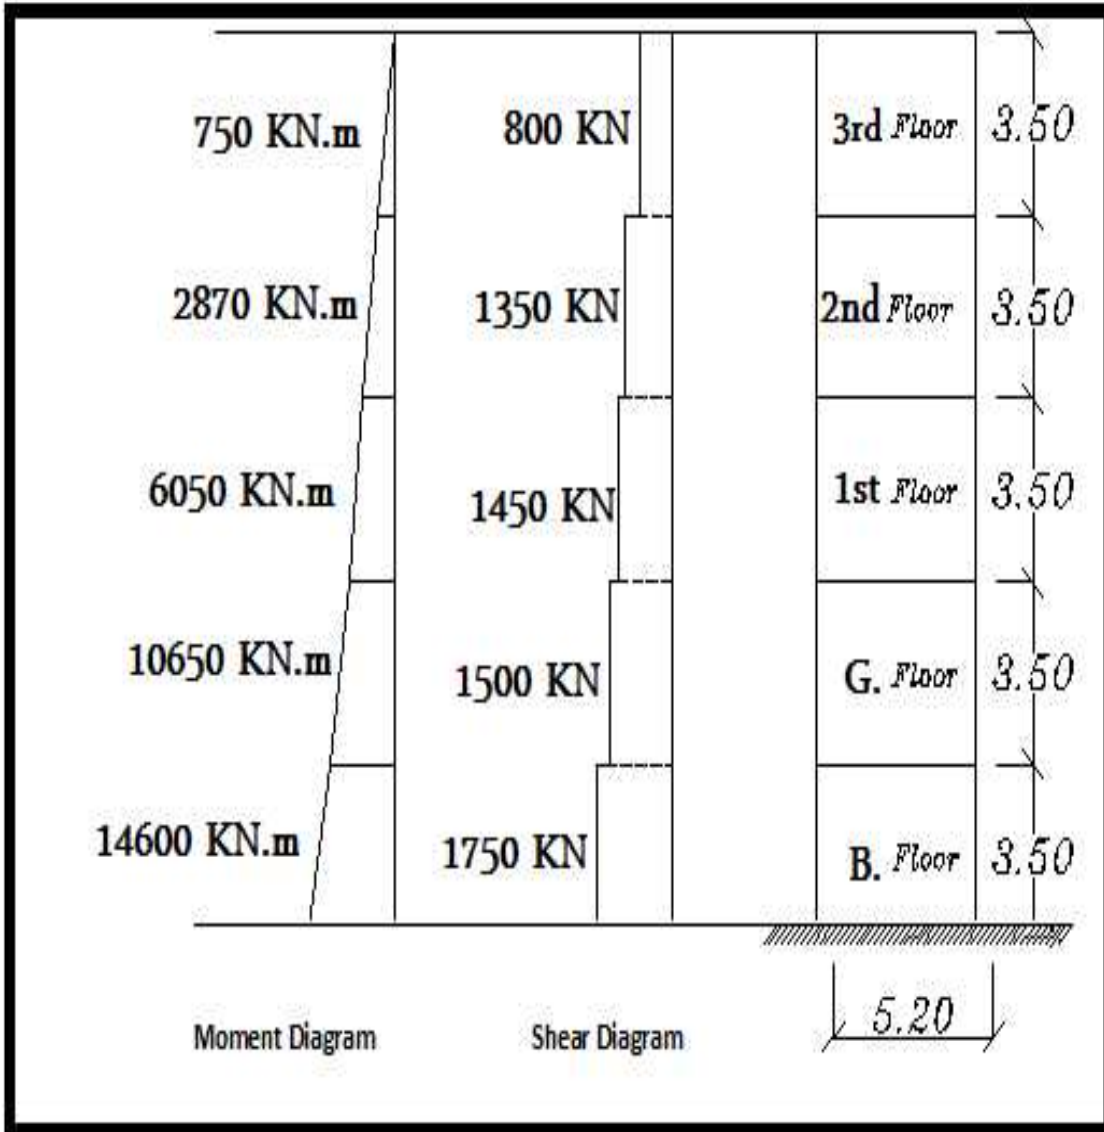 750 KN.m 800 KN 3rd Floor 3.50
2870 KN.m 1350 KN 2nd Floor 3.50
6050 KN.m 1450 KN 1st Floor 3.50
10650 KN.m 1500 KN G. Floor 3.50
14600 KN.m 1750 KN B. Floor 3.50
5.20
Moment Diagram Shear Diagram